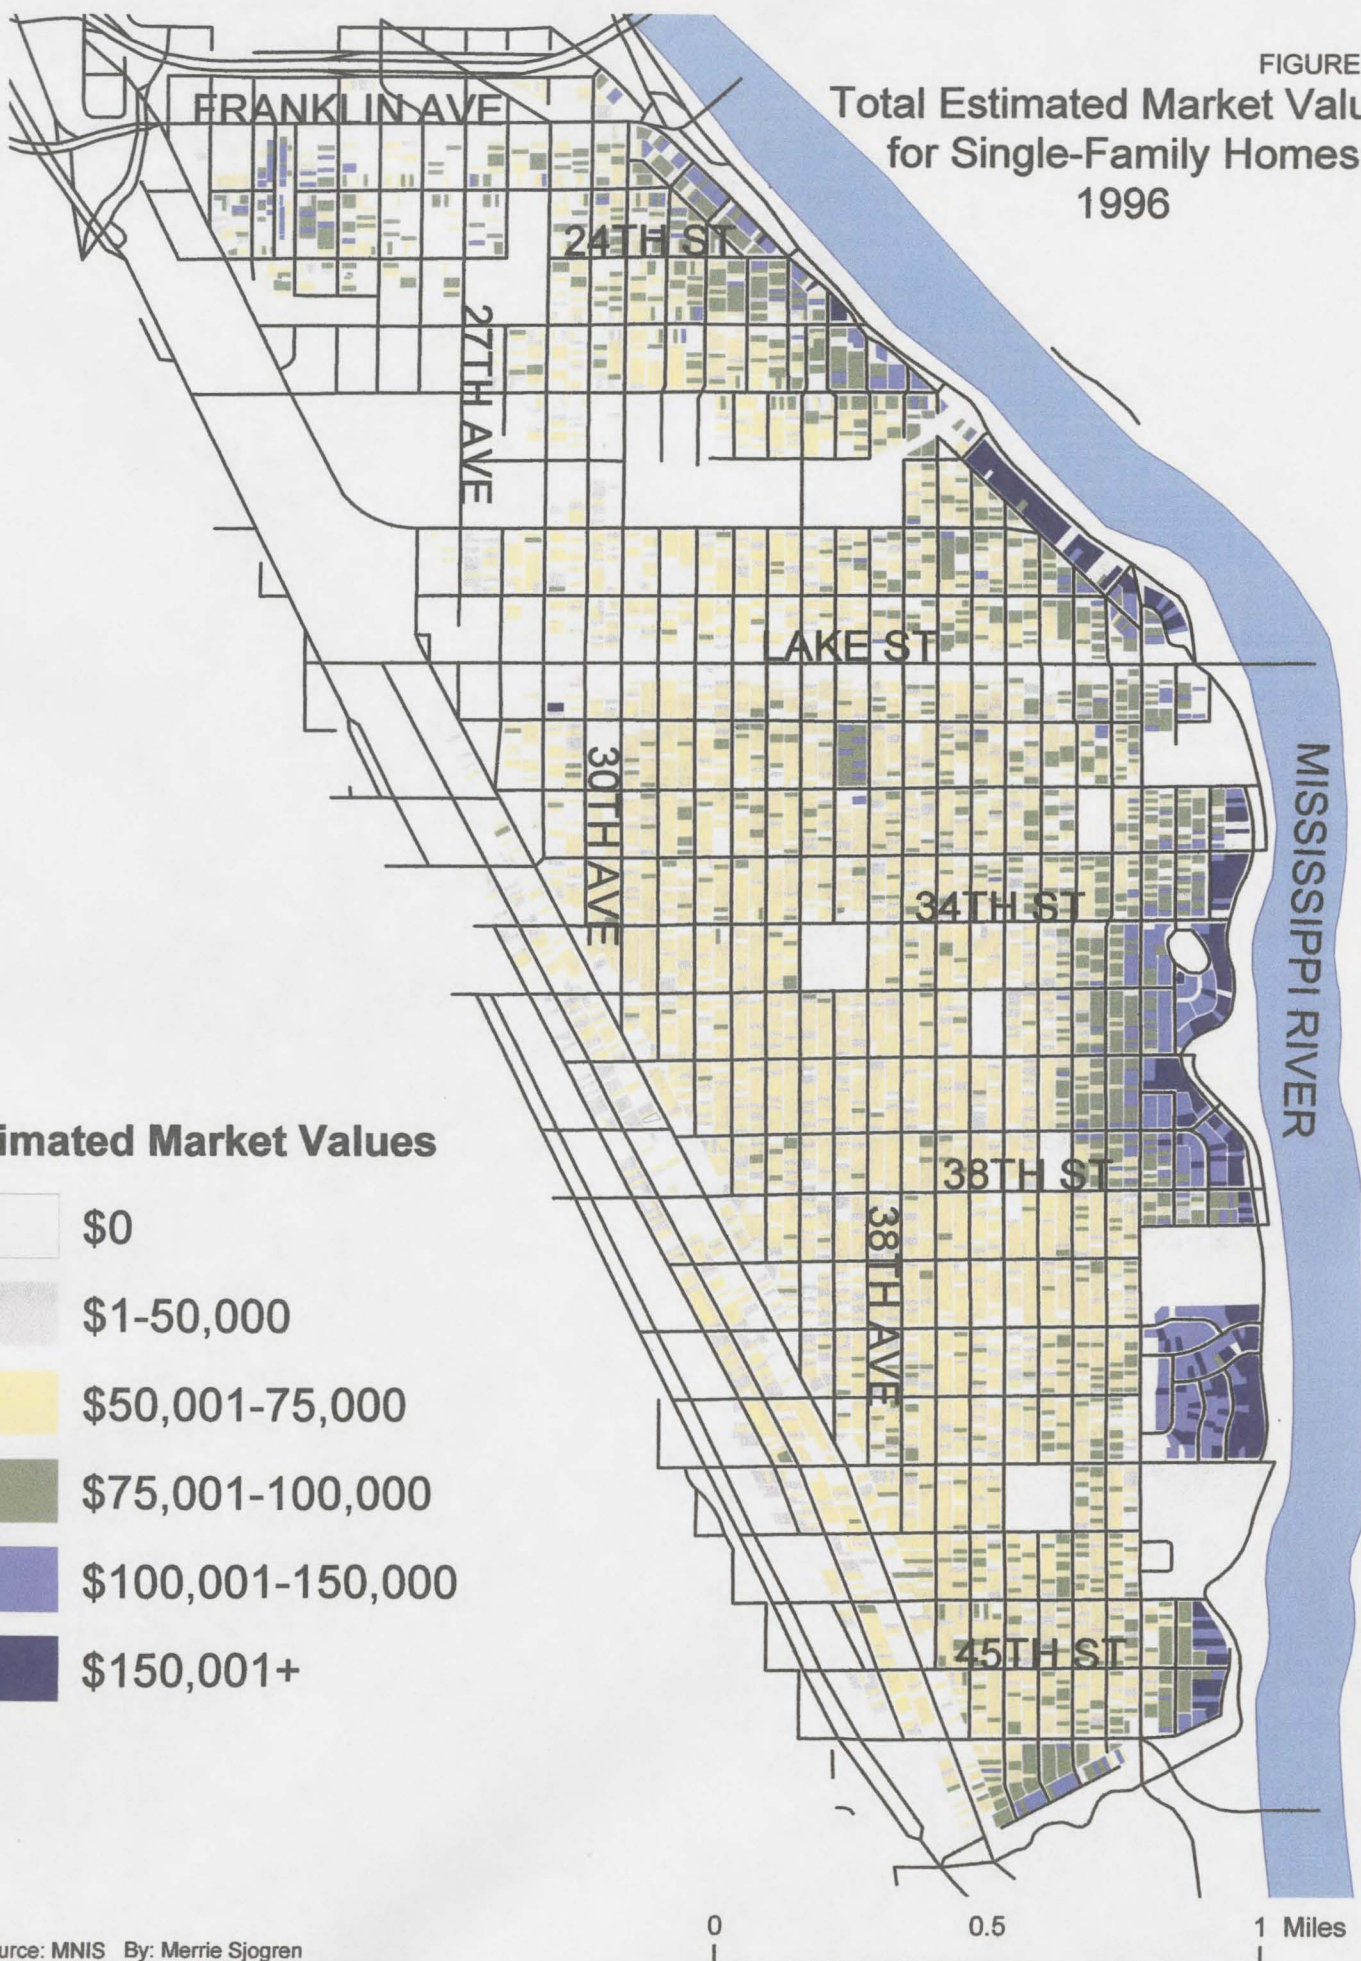 FIGURE
Total Estimated Market Valu
for Single-Family Homes
1996
FRANKLIN AVE
24TH ST
27TH AVE
LAKE ST
30TH AVE
34TH ST
MISSISSIPPI RIVER
38TH ST
38TH AVE
45TH ST
imated Market Values
$0
$1-50,000
$50,001-75,000
$75,001-100,000
$100,001-150,000
$150,001+
0 0.5 1 Miles
urce: MNIS By: Merrie Sjogren